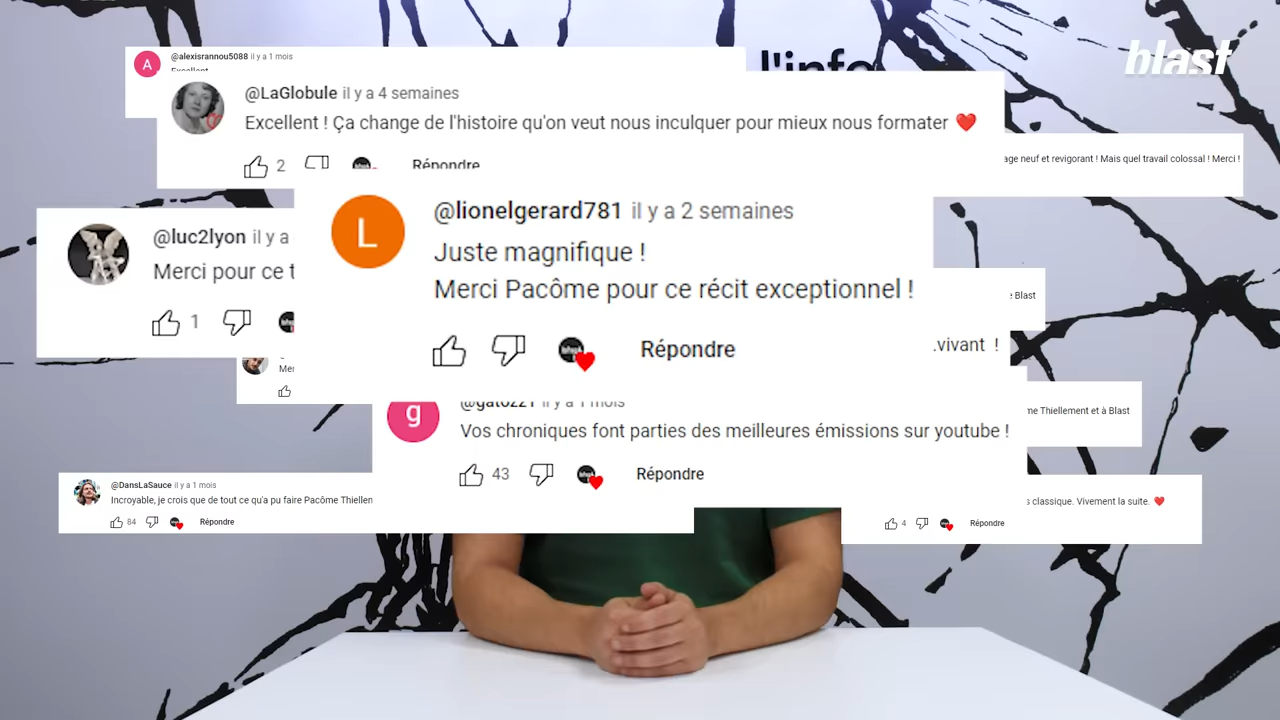 blast
l'info
@alexisrannou5088 il y a 1 mois
Excellent
@LaGlobule il y a 4 semaines
Excellent ! Ça change de l'histoire qu'on veut nous inculquer pour mieux nous formater ❤️
2 Répondre
age neuf et revigorant ! Mais quel travail colossal ! Merci !
@lionelgerard781 il y a 2 semaines
Juste magnifique !
Merci Pacôme pour ce récit exceptionnel !
Répondre
@luc2lyon il y a
Merci pour ce t
1
Blast
.vivant !
Mer
@gatoz21 il y a 1 mois
Vos chroniques font parties des meilleures émissions sur youtube !
43 Répondre
me Thiellement et à Blast
@DansLaSauce il y a 1 mois
Incroyable, je crois que de tout ce qu'a pu faire Pacôme Thiellen
84 Répondre
s classique. Vivement la suite. ❤️
4 Répondre